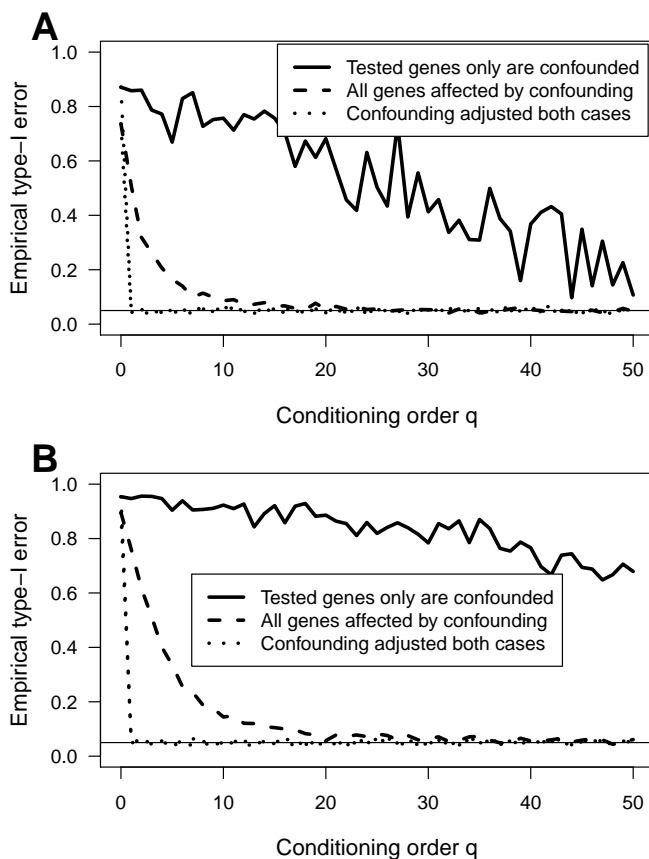 A
Empirical type−I error
1.0
0.8
0.6
0.4
0.2
0.0
Tested genes only are confounded
All genes affected by confounding
Confounding adjusted both cases
0
10
20
30
40
50
Conditioning order q
B
Empirical type−I error
1.0
0.8
0.6
0.4
0.2
0.0
Tested genes only are confounded
All genes affected by confounding
Confounding adjusted both cases
0
10
20
30
40
50
Conditioning order q